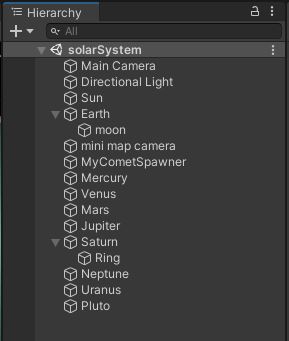 Hierarchy
All
solarSystem
Main Camera
Directional Light
Sun
Earth
moon
mini map camera
MyCometSpawner
Mercury
Venus
Mars
Jupiter
Saturn
Ring
Neptune
Uranus
Pluto